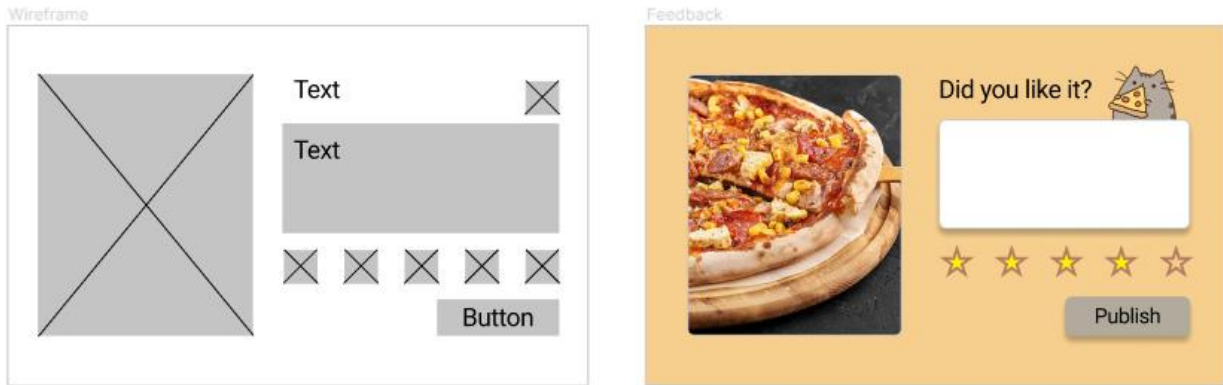 Wireframe
Text
Text
Button
Feedback
Did you like it?
Publish